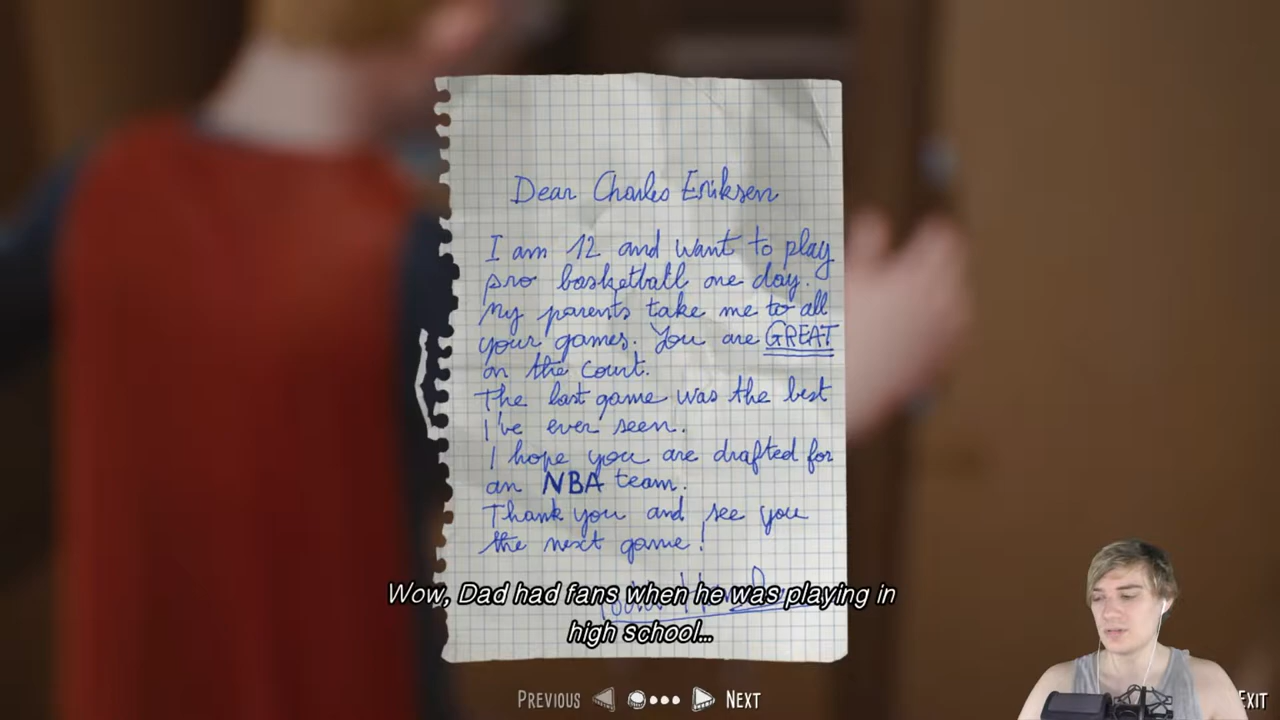 Dear Charles Eriksen
I am 12 and want to play
pro basketball one day.
My parents take me to all
your games. You are GREAT
on the court.
The last game was the best
I've ever seen.
I hope you are drafted for
an NBA team.
Thank you and see you
the next game!
Wow, Dad had fans when he was playing in
high school...
PREVIOUS NEXT
EXIT